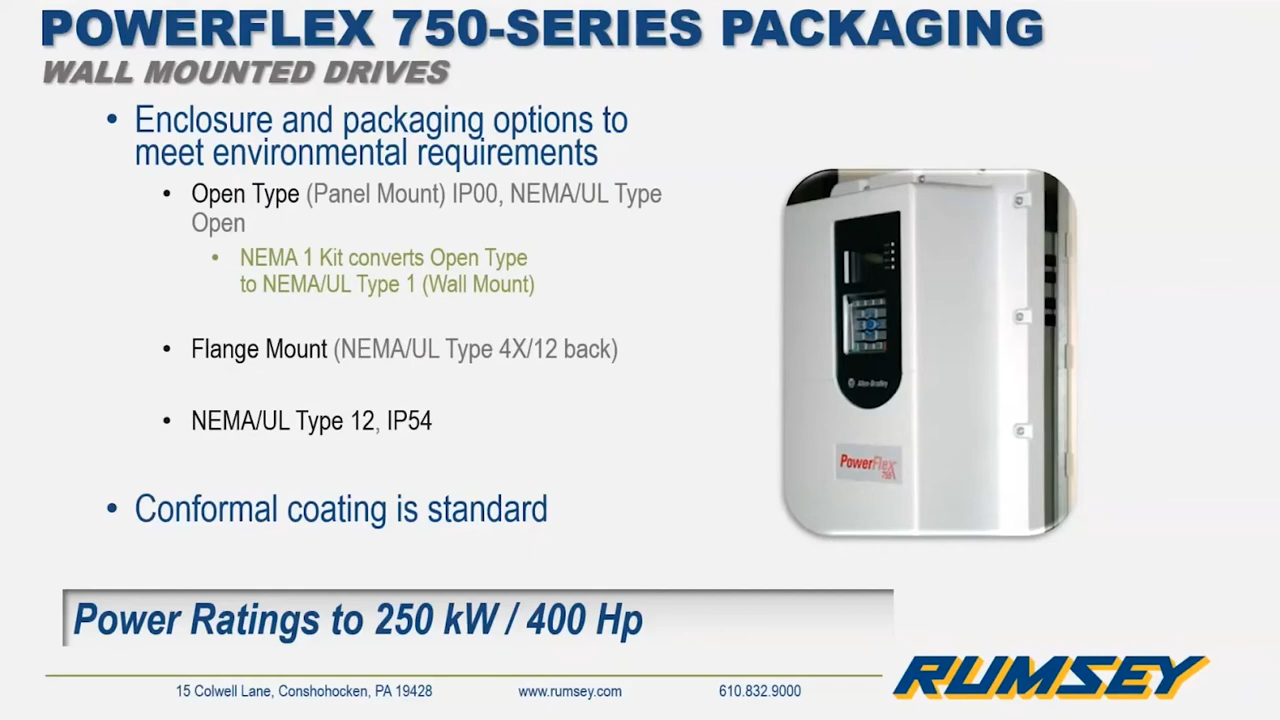 POWERFLEX 750-SERIES PACKAGING
WALL MOUNTED DRIVES
• Enclosure and packaging options to
meet environmental requirements
• Open Type (Panel Mount) IP00, NEMA/UL Type
Open
• NEMA 1 Kit converts Open Type
to NEMA/UL Type 1 (Wall Mount)
• Flange Mount (NEMA/UL Type 4X/12 back)
• NEMA/UL Type 12, IP54
• Conformal coating is standard
Allen-Bradley
PowerFlex
Power Ratings to 250 kW / 400 Hp
15 Colwell Lane, Conshohocken, PA 19428 www.rumsey.com 610.832.9000
RUMSEY